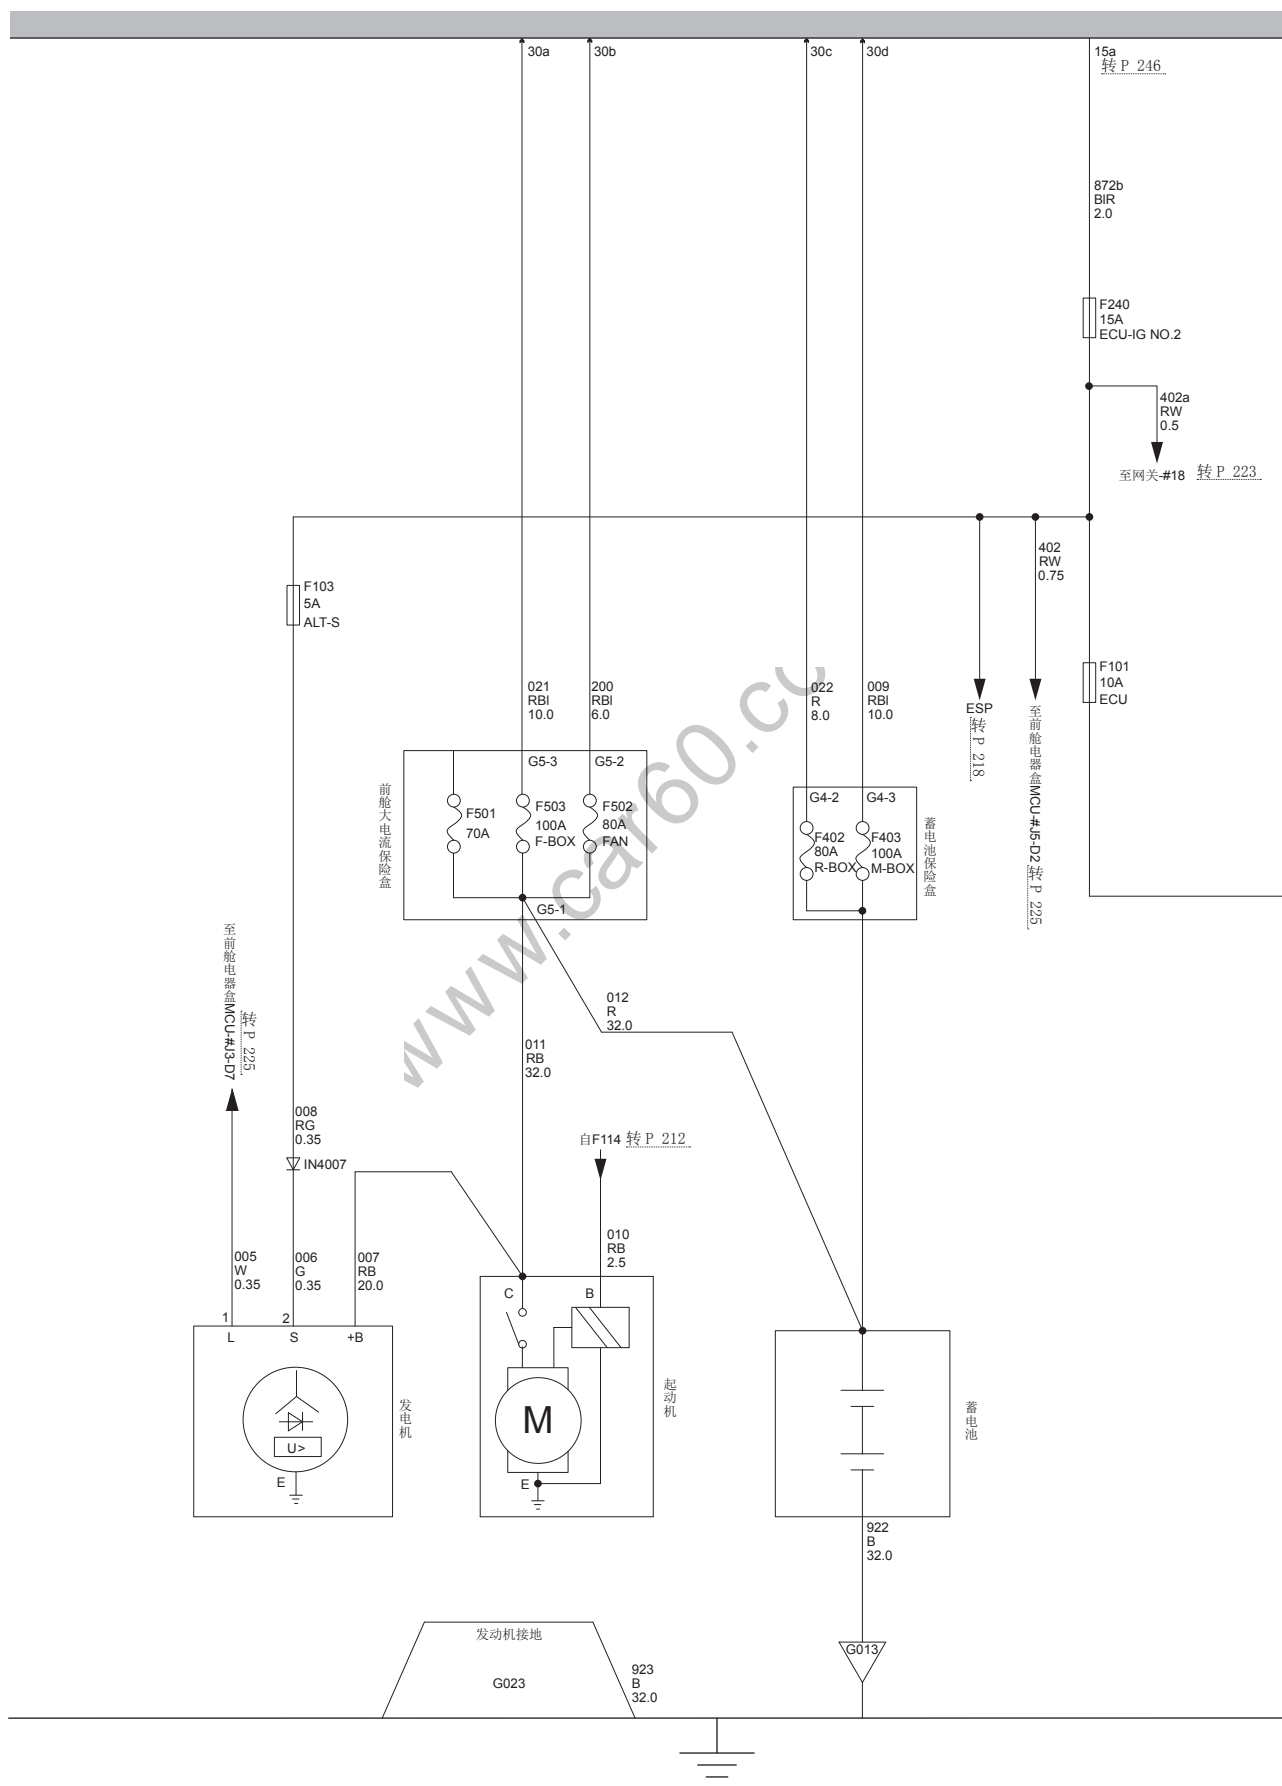 30a
30b
30c
30d
15a
转 P 246
872b
BlR
2.0
F240
15A
ECU-IG NO.2
402a
RW
0.5
至网关-#18 转 P 223
402
RW
0.75
F103
5A
ALT-S
F101
10A
ECU
021
RBl
10.0
200
RBl
6.0
022
R
8.0
009
RBl
10.0
ESP
转 P 218
至前舱电器盒MCU-#J5-D2 转 P 225
前舱大电流保险盒
G5-3
G5-2
F501
70A
F503
100A
F-BOX
F502
80A
FAN
G5-1
G4-2
G4-3
F402
80A
R-BOX
F403
100A
M-BOX
蓄电池保险盒
www.car60.co
至前舱电器盒MCU-#J3-D7
转 P 225
012
R
32.0
011
RB
32.0
008
RG
0.35
IN4007
自F114 转 P 212
005
W
0.35
006
G
0.35
007
RB
20.0
010
RB
2.5
1
2
L
S
+B
C
B
U>
E
发电机
M
E
起动机
蓄电池
922
B
32.0
发动机接地
G023
923
B
32.0
G013